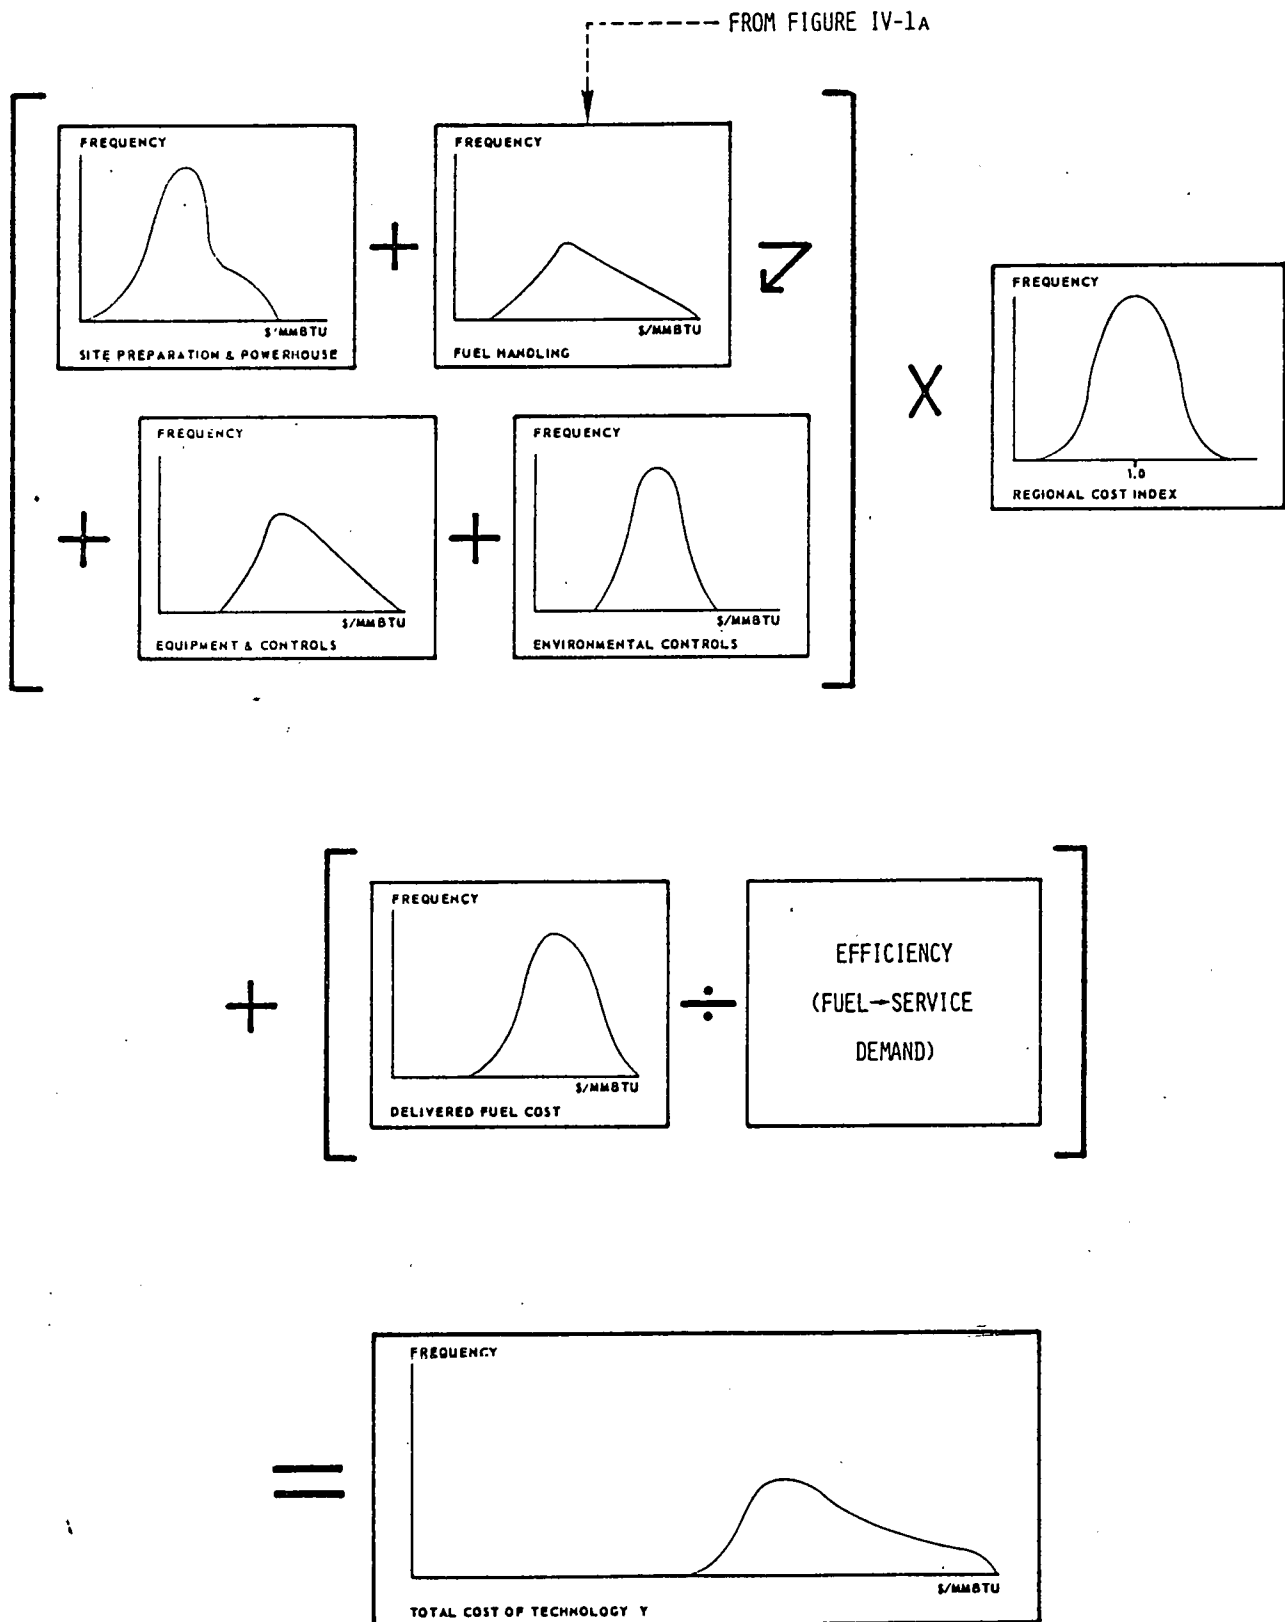 FROM FIGURE IV-1A
FREQUENCY
$/MMBTU
SITE PREPARATION & POWERHOUSE
+
FREQUENCY
$/MMBTU
FUEL HANDLING
+
FREQUENCY
$/MMBTU
EQUIPMENT & CONTROLS
+
FREQUENCY
$/MMBTU
ENVIRONMENTAL CONTROLS
X
FREQUENCY
1.0
REGIONAL COST INDEX
+
FREQUENCY
$/MMBTU
DELIVERED FUEL COST
÷
EFFICIENCY
(FUEL→SERVICE
DEMAND)
=
FREQUENCY
$/MMBTU
TOTAL COST OF TECHNOLOGY Y